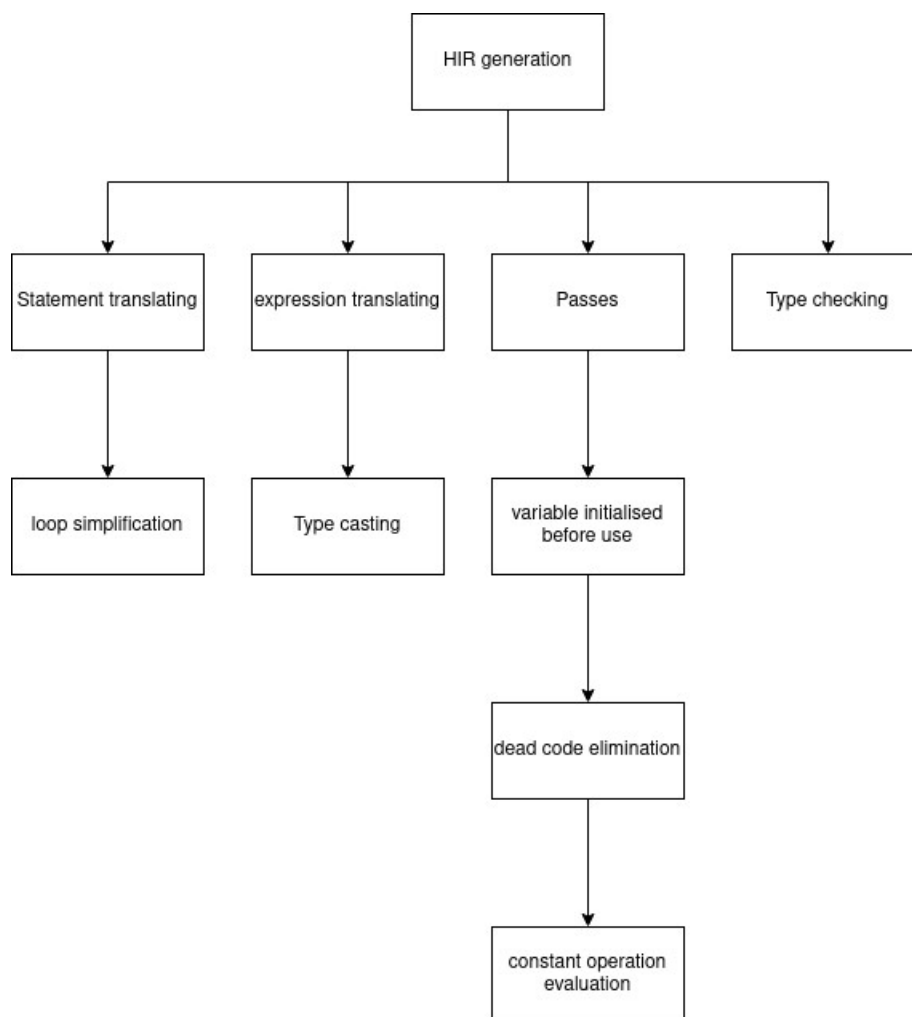 HIR generation
Statement translating
expression translating
Passes
Type checking
loop simplification
Type casting
variable initialised
before use
dead code elimination
constant operation
evaluation